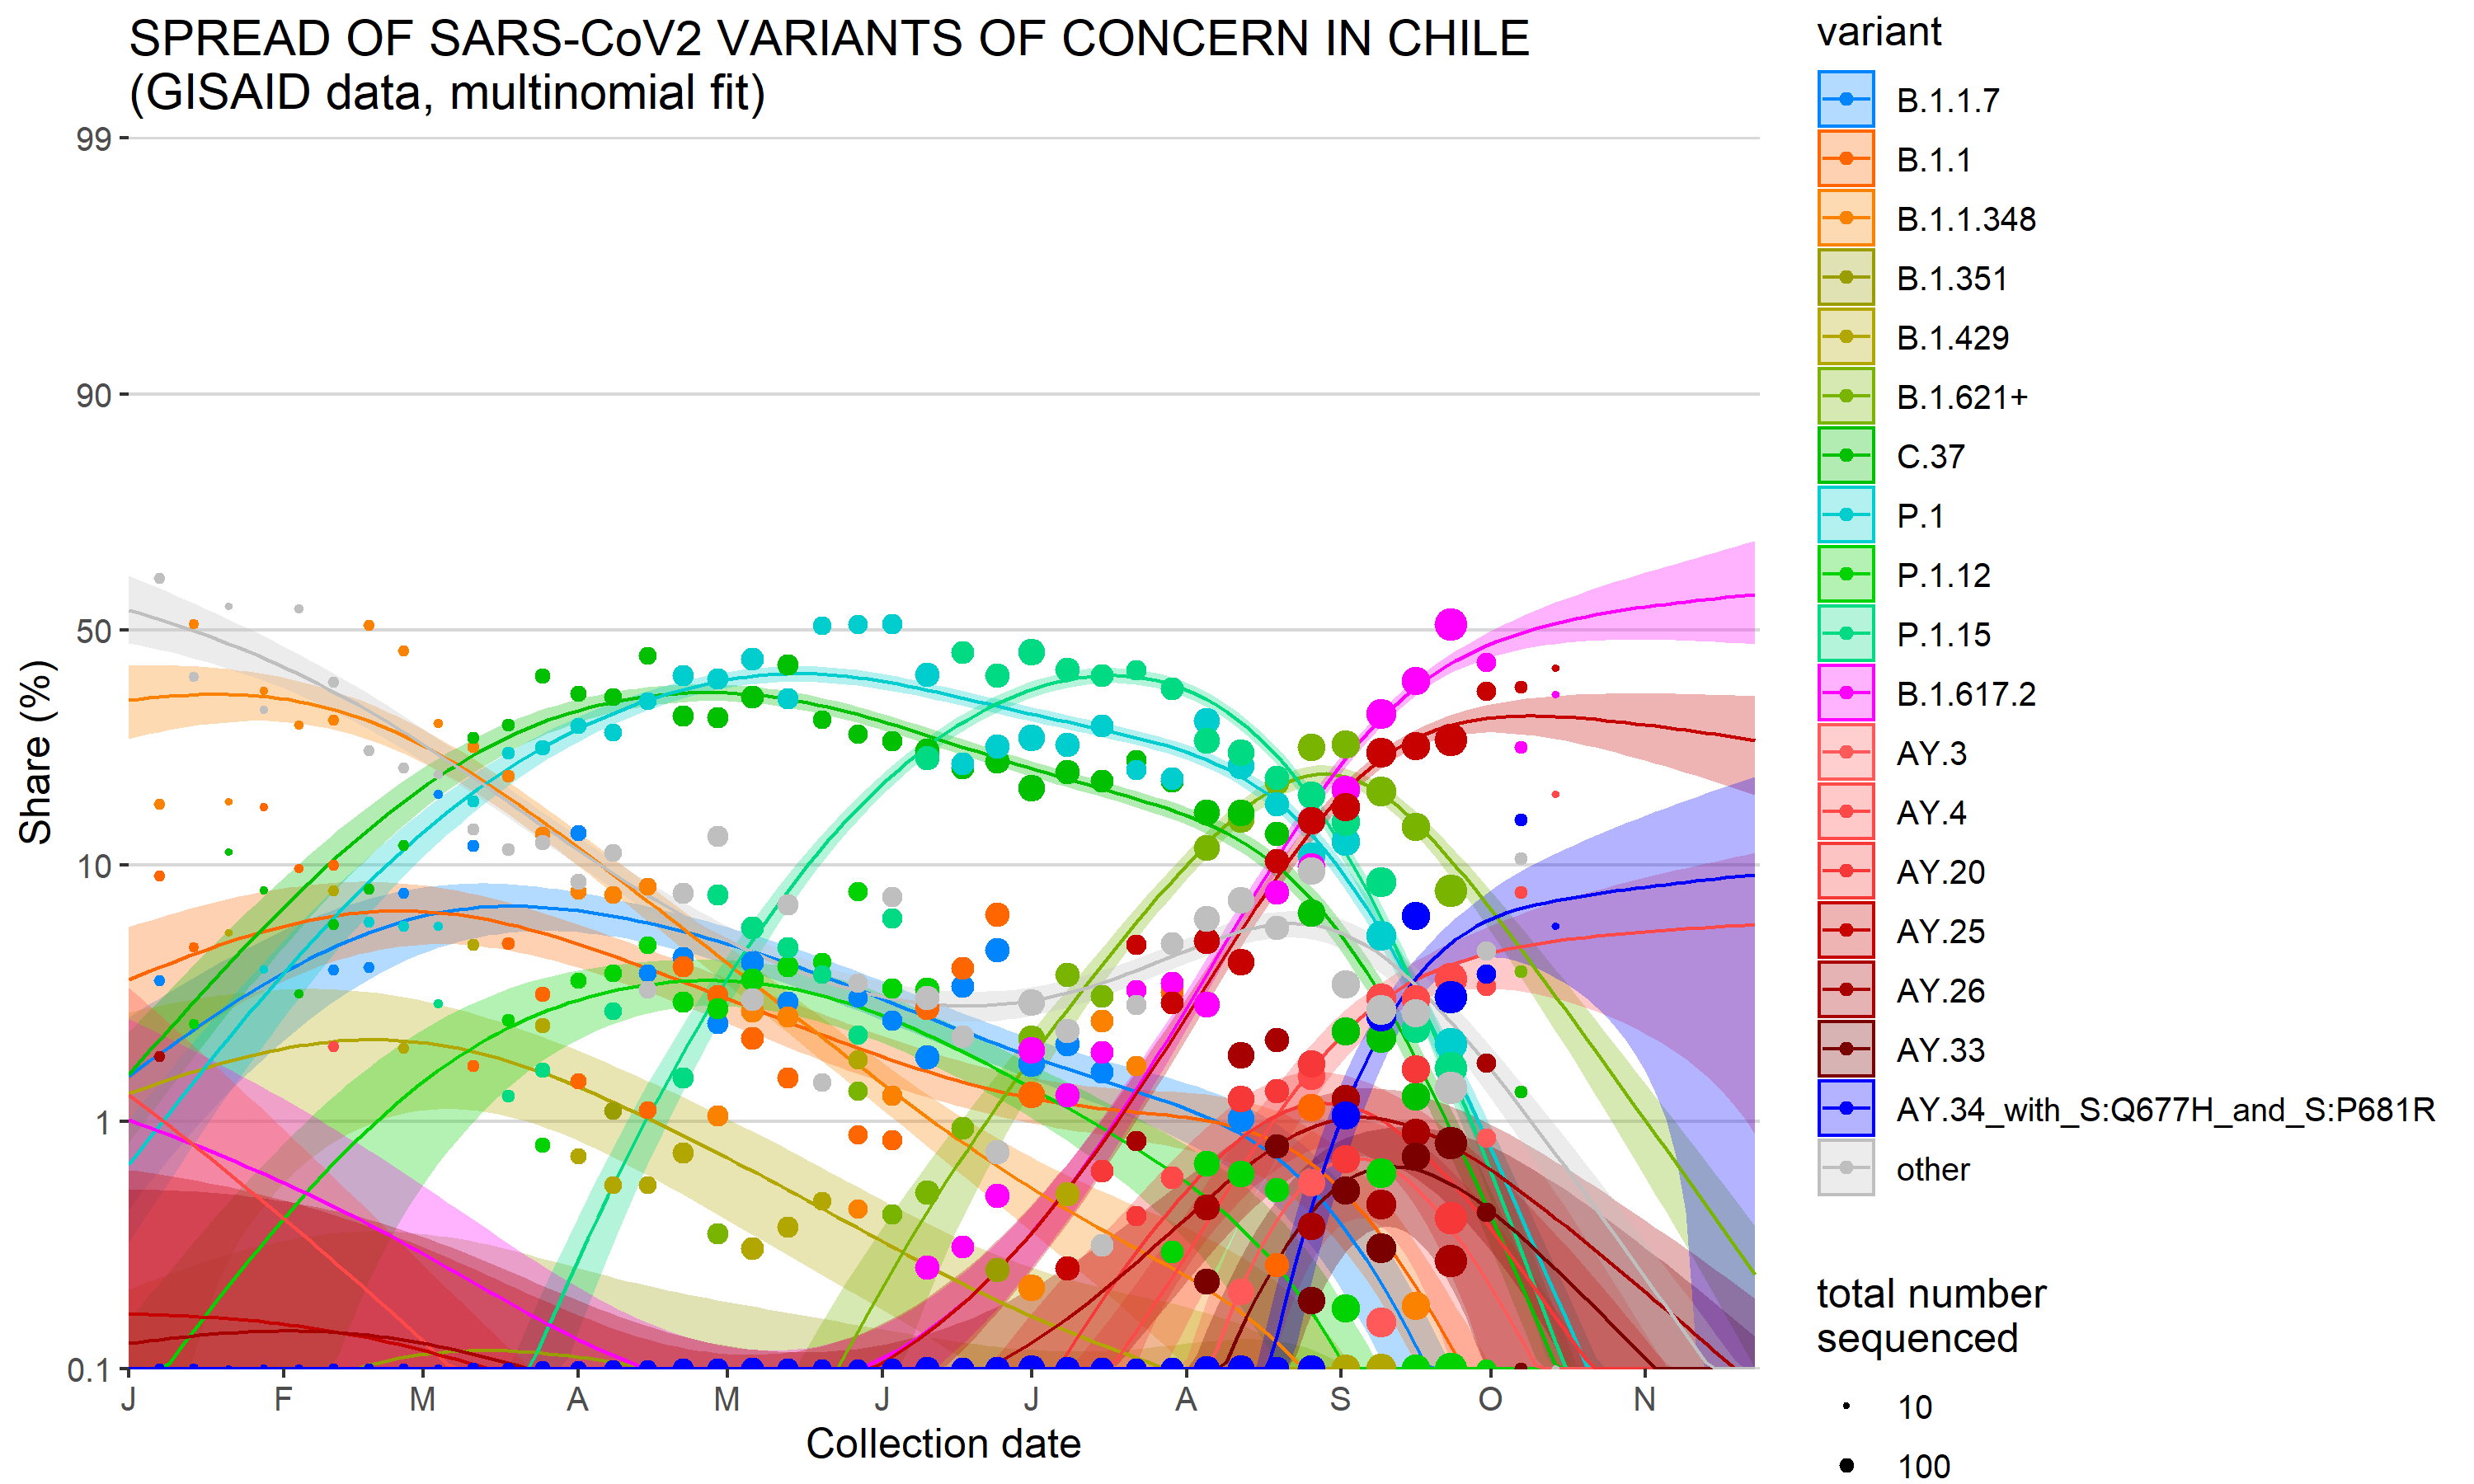 SPREAD OF SARS-CoV2 VARIANTS OF CONCERN IN CHILE
(GISAID data, multinomial fit)
Share (%)
99
90
50
10
1
0.1
J F M A M J J A S O N
Collection date
variant
B.1.1.7
B.1.1
B.1.1.348
B.1.351
B.1.429
B.1.621+
C.37
P.1
P.1.12
P.1.15
B.1.617.2
AY.3
AY.4
AY.20
AY.25
AY.26
AY.33
AY.34_with_S:Q677H_and_S:P681R
other
total number
sequenced
10
100